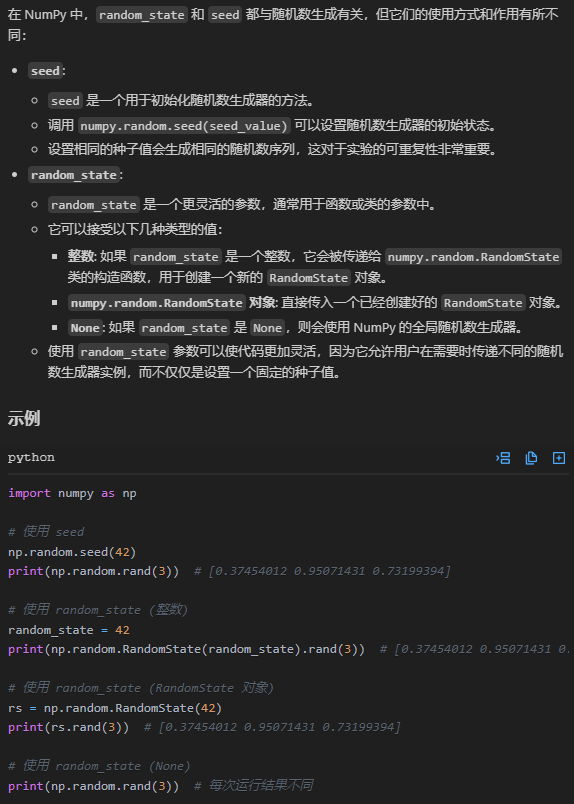 在 NumPy 中，random_state 和 seed 都与随机数生成有关，但它们的使用方式和作用有所不
同：
seed：
seed 是一个用于初始化随机数生成器的方法。
调用 numpy.random.seed(seed_value) 可以设置随机数生成器的初始状态。
设置相同的种子值会生成相同的随机数序列，这对于实验的可重复性非常重要。
random_state：
random_state 是一个更灵活的参数，通常用于函数或类的参数中。
它可以接受以下几种类型的值：
整数: 如果 random_state 是一个整数，它会被传递给 numpy.random.RandomState
类的构造函数，用于创建一个新的 RandomState 对象。
numpy.random.RandomState 对象: 直接传入一个已经创建好的 RandomState 对象。
None: 如果 random_state 是 None，则会使用 NumPy 的全局随机数生成器。
使用 random_state 参数可以使代码更加灵活，因为它允许用户在需要时传递不同的随机
数生成器实例，而不仅仅是设置一个固定的种子值。
示例
python
import numpy as np
# 使用 seed
np.random.seed(42)
print(np.random.rand(3))  # [0.37454012 0.95071431 0.73199394]
# 使用 random_state (整数)
random_state = 42
print(np.random.RandomState(random_state).rand(3))  # [0.37454012 0.95071431 0.
# 使用 random_state (RandomState 对象)
rs = np.random.RandomState(42)
print(rs.rand(3))  # [0.37454012 0.95071431 0.73199394]
# 使用 random_state (None)
print(np.random.rand(3))  # 每次运行结果不同